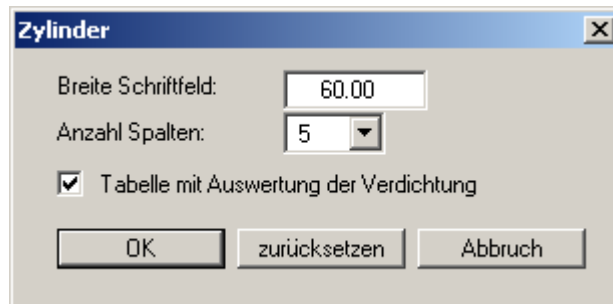 Zylinder
Breite Schriftfeld: 60.00
Anzahl Spalten: 5
Tabelle mit Auswertung der Verdichtung
OK zurücksetzen Abbruch